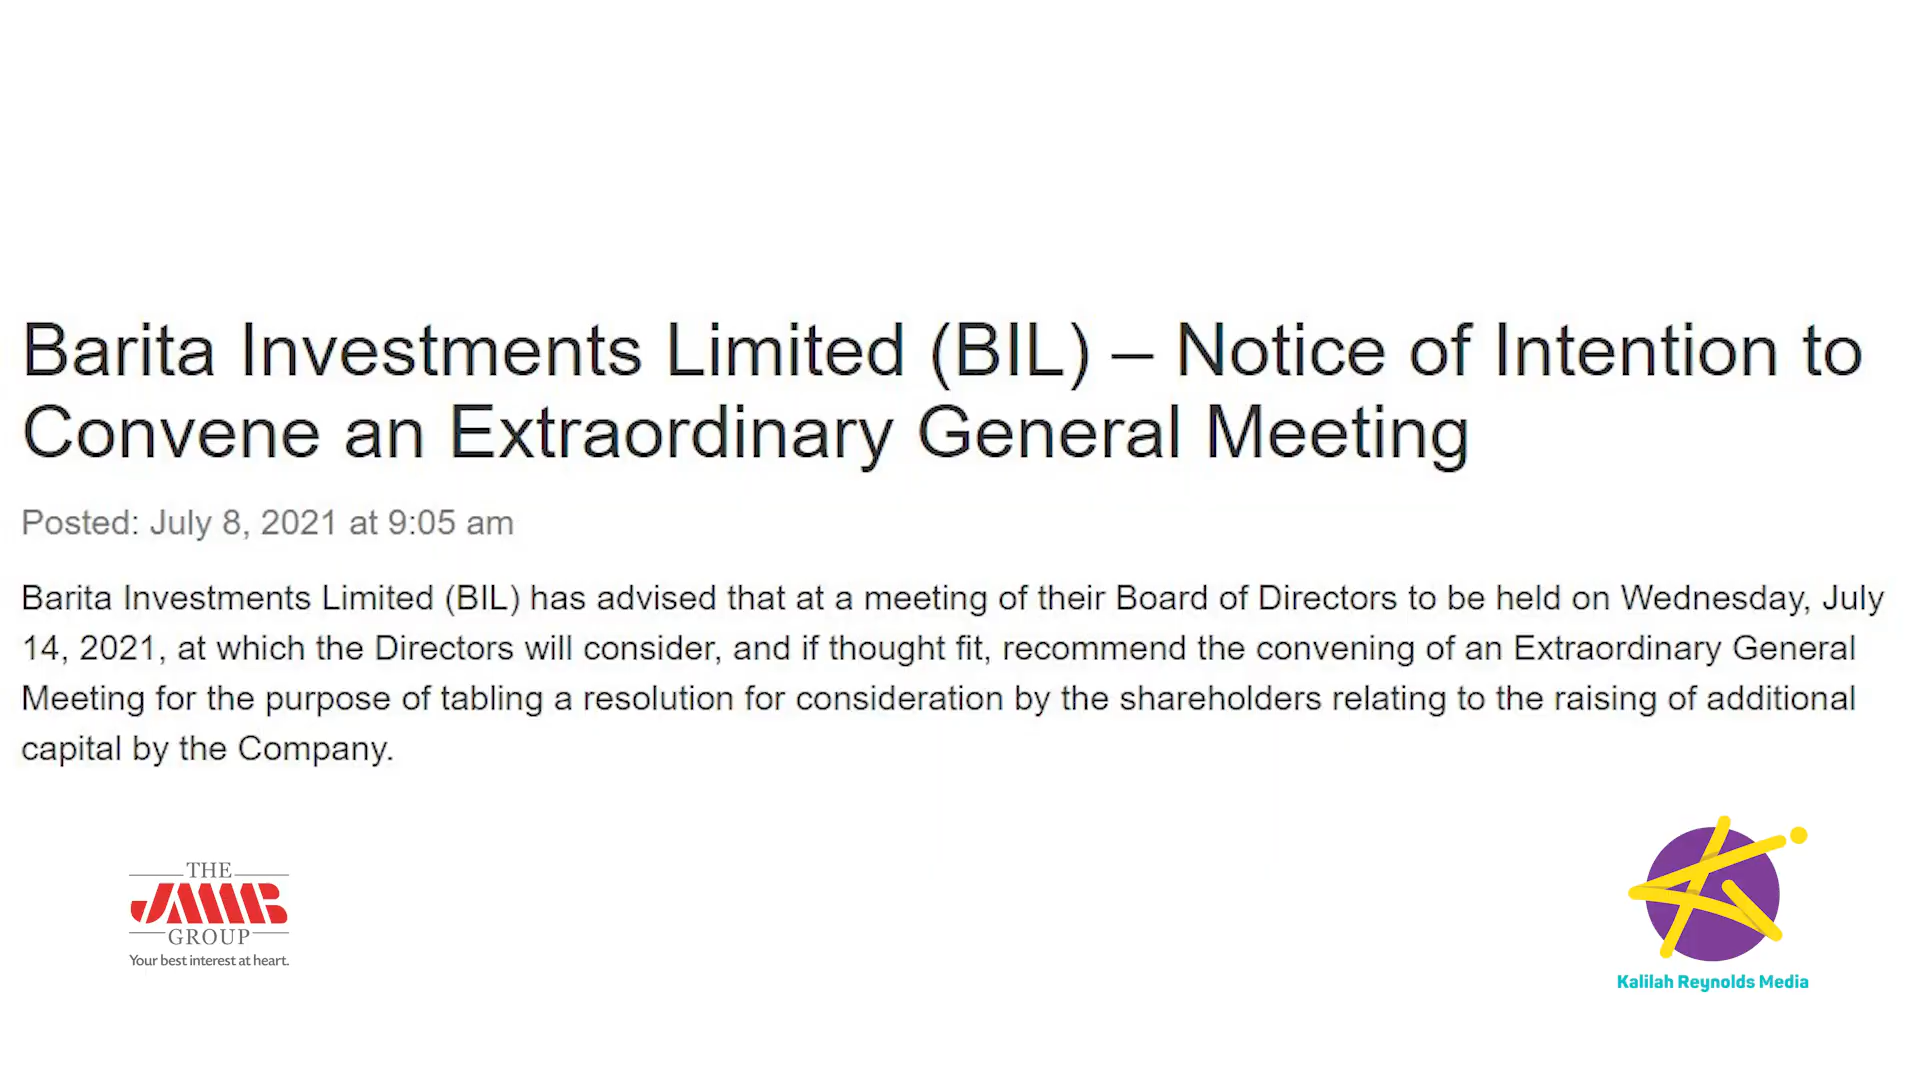 Barita Investments Limited (BIL) – Notice of Intention to
Convene an Extraordinary General Meeting
Posted: July 8, 2021 at 9:05 am
Barita Investments Limited (BIL) has advised that at a meeting of their Board of Directors to be held on Wednesday, July
14, 2021, at which the Directors will consider, and if thought fit, recommend the convening of an Extraordinary General
Meeting for the purpose of tabling a resolution for consideration by the shareholders relating to the raising of additional
capital by the Company.
THE
JMMB
GROUP
Your best interest at heart.
Kalilah Reynolds Media